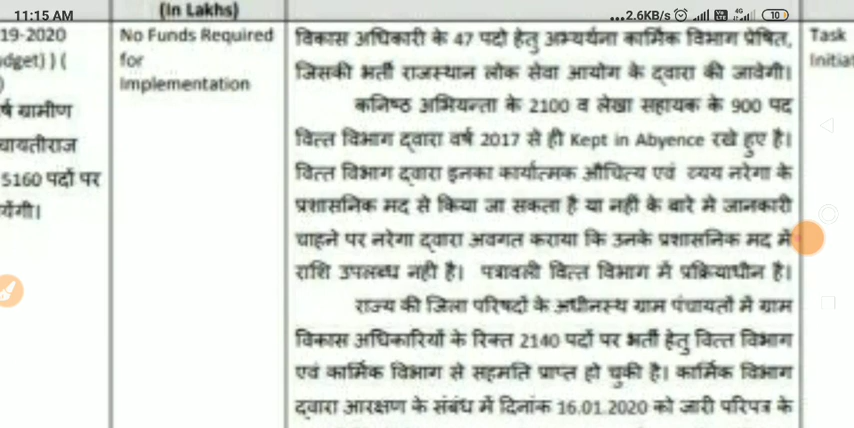 11:15 AM
...2.6KB/s 4G 10
(In Lakhs)
19-2020
dget) ) (
)
र्ष ग्रामीण
चायतीराज
5160 पदों पर
येंगी।
No Funds Required
for
Implementation
विकास अधिकारी के 47 पदो हेतु अभ्यर्थना कार्मिक विभाग प्रेषित,
जिसकी भर्ती राजस्थान लोक सेवा आयोग के द्वारा की जावेगी।
कनिष्ठ अभियन्ता के 2100 व लेखा सहायक के 900 पद
वित्त विभाग द्वारा वर्ष 2017 से ही Kept in Abyence रखे हुए है।
वित्त विभाग द्वारा इनका कार्यात्मक औचित्य एवं व्यय नरेगा के
प्रशासनिक मद से किया जा सकता है या नहीं के बारे मे जानकारी
चाहने पर नरेगा द्वारा अवगत कराया कि उनके प्रशासनिक मद में
राशि उपलब्ध नही है। पत्रावली वित्त विभाग में प्रक्रियाधीन है।
राज्य की जिला परिषदों के अधीनस्थ ग्राम पंचायतों में ग्राम
विकास अधिकारियों के रिक्त 2140 पदों पर भर्ती हेतु वित्त विभाग
एवं कार्मिक विभाग से सहमति प्राप्त हो चुकी है। कार्मिक विभाग
द्वारा आरक्षण के संबंध में दिनांक 16.01.2020 को जारी परिपत्र के
Task
Initiat